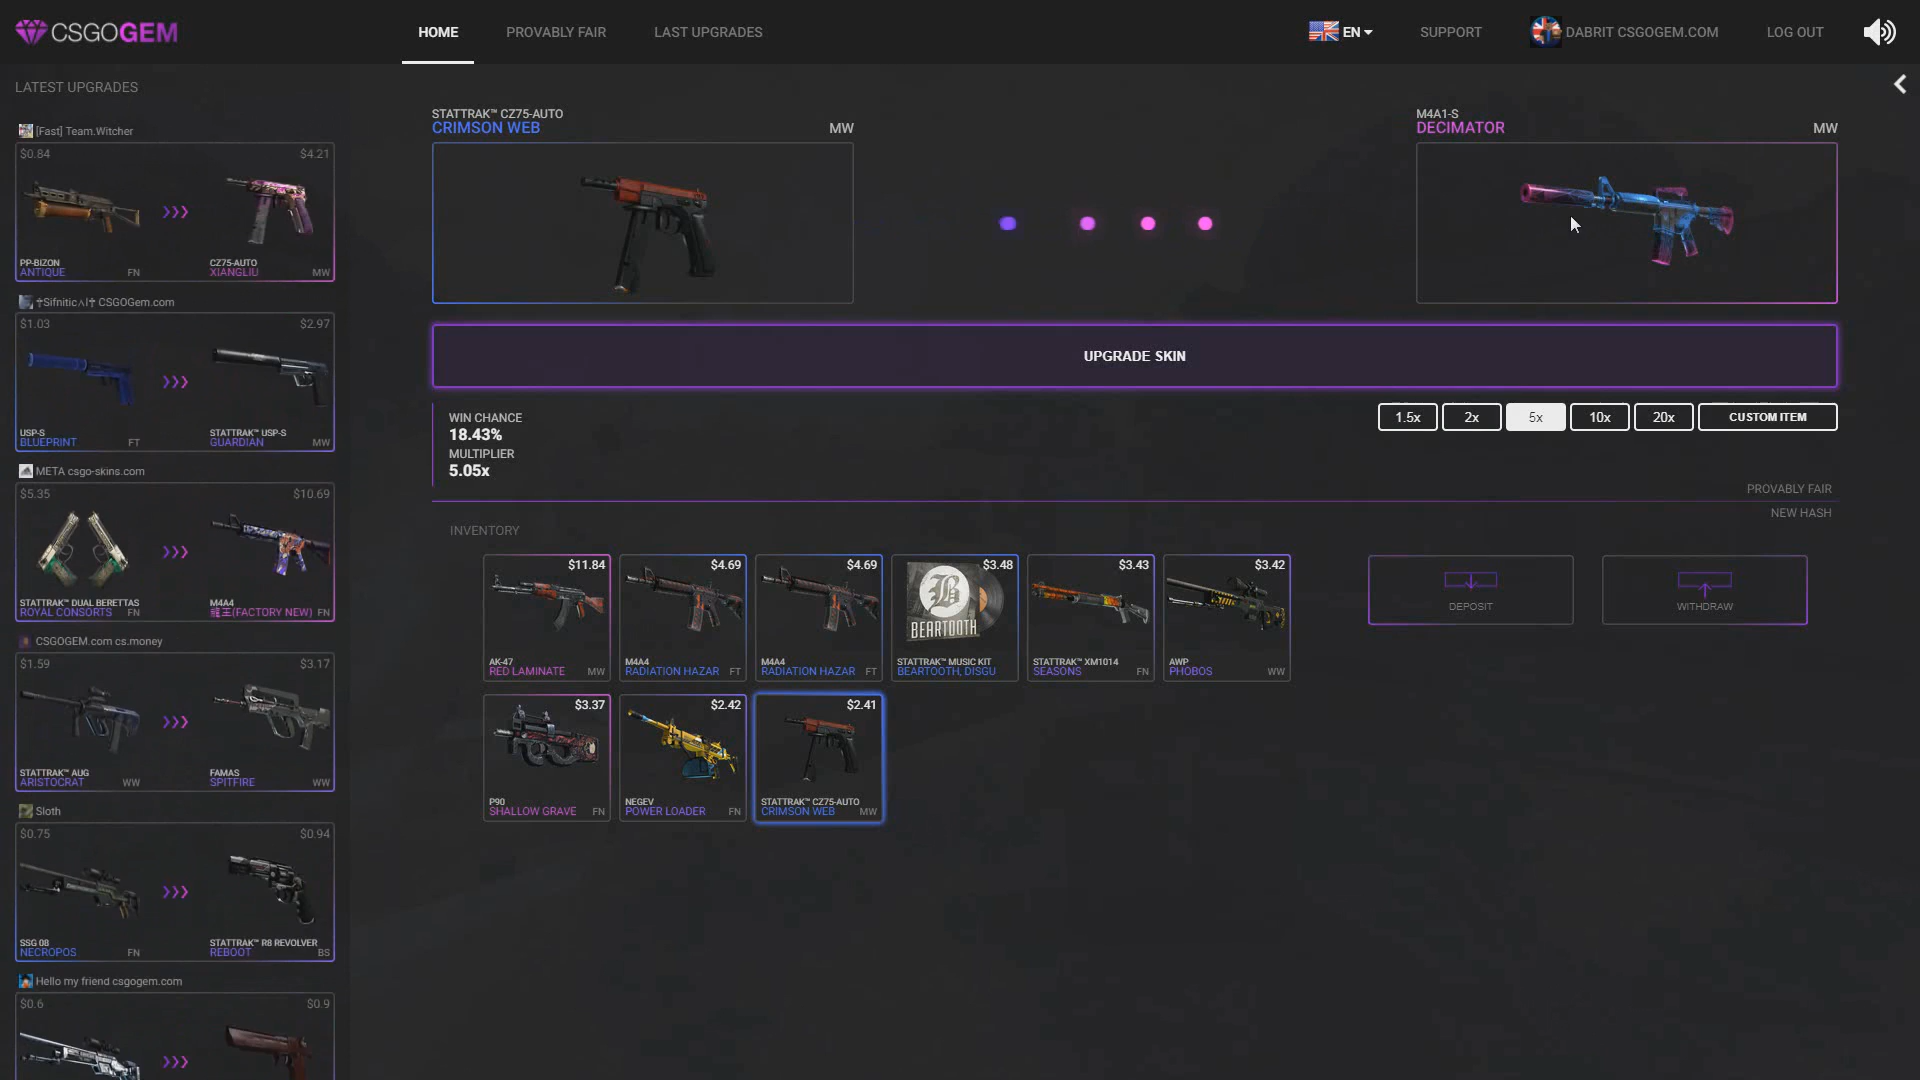 CSGOGEM
HOME
PROVABLY FAIR
LAST UPGRADES
EN
SUPPORT
DABRIT CSGOGEM.COM
LOG OUT
LATEST UPGRADES
[Fast] Team.Witcher
$0.84
$4.21
PP-BIZON
ANTIQUE
FN
CZ75-AUTO
XIANGLIU
MW
$1.03
$2.97
USP-S
BLUEPRINT
FT
STATTRAK™ USP-S
GUARDIAN
MW
META csgo-skins.com
$5.35
$10.69
STATTRAK™ DUAL BERETTAS
ROYAL CONSORTS
FN
M4A4
(FACTORY NEW)
FN
CSGOGEM.com cs.money
$1.59
$3.17
STATTRAK™ AUG
ARISTOCRAT
WW
FAMAS
SPITFIRE
WW
Sloth
$0.75
$0.94
SSG 08
NECROPOS
FN
STATTRAK™ R8 REVOLVER
REBOOT
BS
Hello my friend csgogem.com
$0.6
$0.9
STATTRAK™ CZ75-AUTO
CRIMSON WEB
MW
M4A1-S
DECIMATOR
MW
UPGRADE SKIN
WIN CHANCE
18.43%
MULTIPLIER
5.05x
1.5x
2x
5x
10x
20x
CUSTOM ITEM
PROVABLY FAIR
NEW HASH
INVENTORY
$11.84
AK-47
RED LAMINATE
MW
$4.69
M4A4
RADIATION HAZAR
FT
$4.69
M4A4
RADIATION HAZAR
FT
$3.48
BEARTOOTH
STATTRAK™ MUSIC KIT
BEARTOOTH, DISGU
$3.43
STATTRAK™ XM1014
SEASONS
FN
$3.42
AWP
PHOBOS
WW
DEPOSIT
WITHDRAW
$3.37
P90
SHALLOW GRAVE
FN
$2.42
NEGEV
POWER LOADER
FN
$2.41
STATTRAK™ CZ75-AUTO
CRIMSON WEB
MW